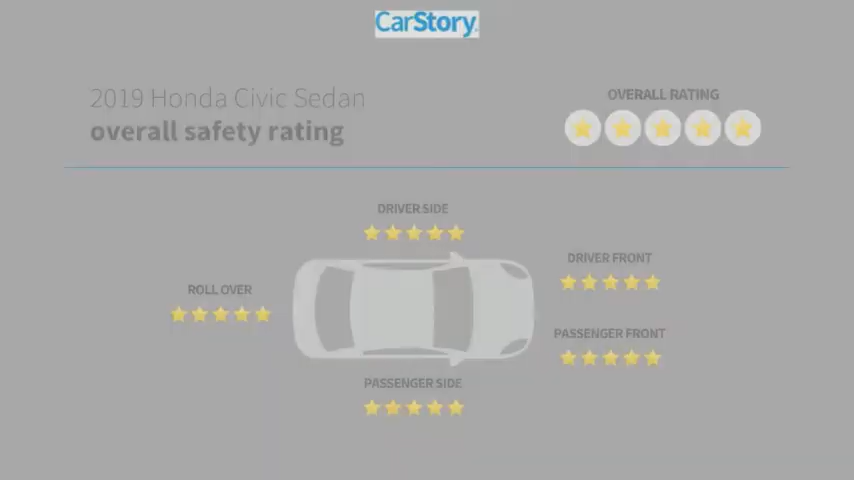 CarStory.
2019 Honda Civic Sedan
overall safety rating
OVERALL RATING
DRIVER SIDE
DRIVER FRONT
ROLL OVER
PASSENGER FRONT
PASSENGER SIDE